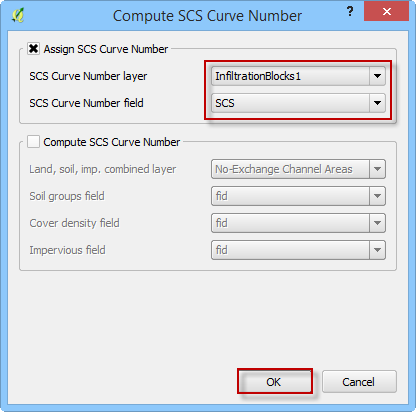 Compute SCS Curve Number
?
Assign SCS Curve Number
SCS Curve Number layer InfiltrationBlocks1
SCS Curve Number field SCS
Compute SCS Curve Number
Land, soil, imp. combined layer No-Exchange Channel Areas
Soil groups field fid
Cover density field fid
Impervious field fid
OK Cancel